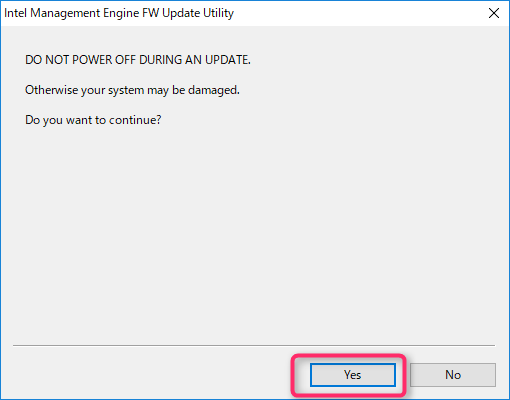 Intel Management Engine FW Update Utility
DO NOT POWER OFF DURING AN UPDATE.
Otherwise your system may be damaged.
Do you want to continue?
Yes
No